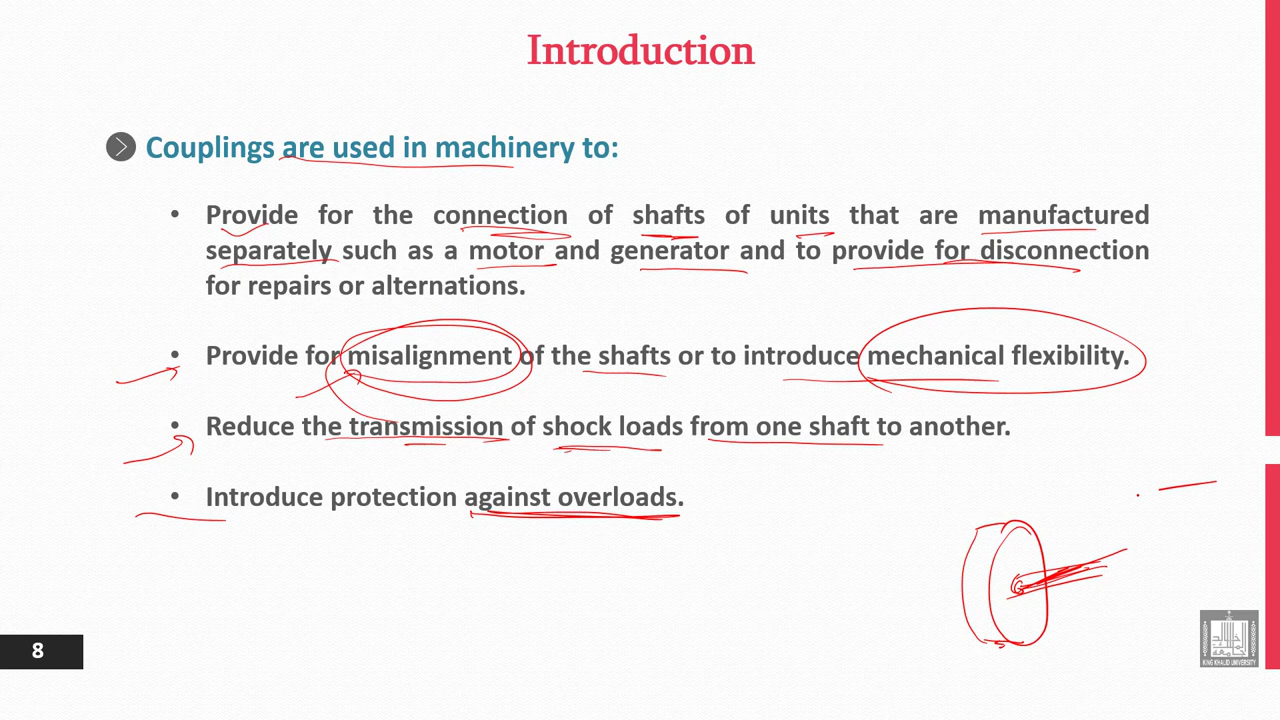 Introduction
Couplings are used in machinery to:
• Provide for the connection of shafts of units that are manufactured
separately such as a motor and generator and to provide for disconnection
for repairs or alternations.
• Provide for misalignment of the shafts or to introduce mechanical flexibility.
• Reduce the transmission of shock loads from one shaft to another.
• Introduce protection against overloads.
8
KING KHALID UNIVERSITY